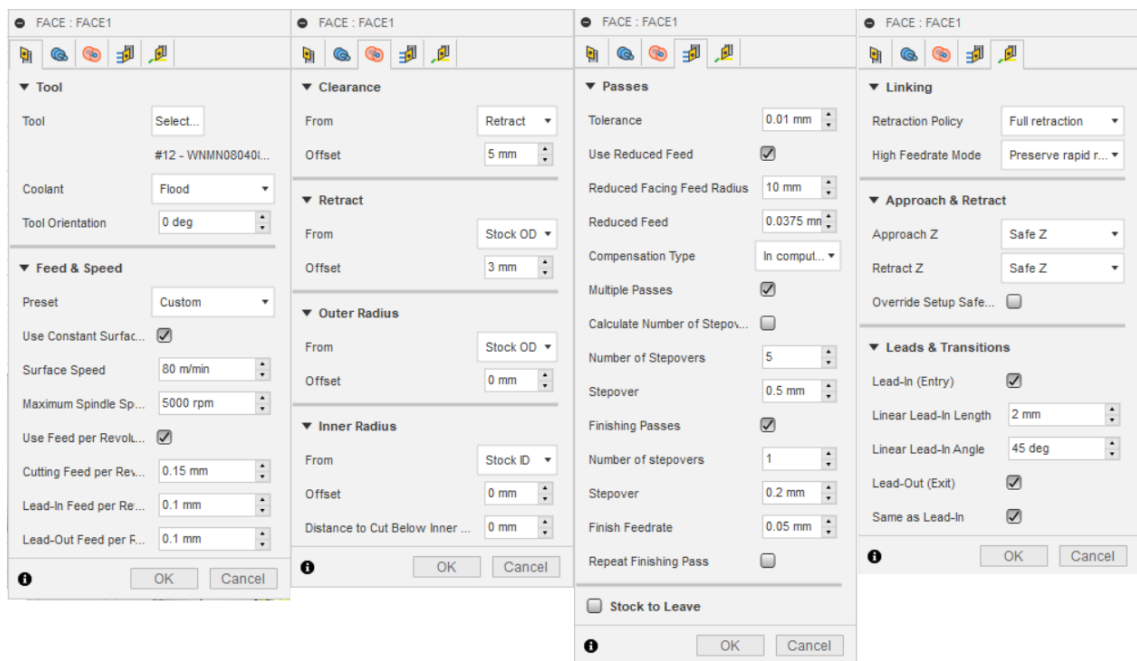 FACE : FACE1
Tool
Tool Select...
#12 - WNMN08040(...
Coolant Flood
Tool Orientation 0 deg
Feed & Speed
Preset Custom
Use Constant Surfac...
Surface Speed 80 m/min
Maximum Spindle Sp... 5000 rpm
Use Feed per Revolu...
Cutting Feed per Rev... 0.15 mm
Lead-In Feed per Re... 0.1 mm
Lead-Out Feed per F... 0.1 mm
OK Cancel
FACE : FACE1
Clearance
From Retract
Offset 5 mm
Retract
From Stock OD
Offset 3 mm
Outer Radius
From Stock OD
Offset 0 mm
Inner Radius
From Stock ID
Offset 0 mm
Distance to Cut Below Inner ... 0 mm
OK Cancel
FACE : FACE1
Passes
Tolerance 0.01 mm
Use Reduced Feed
Reduced Facing Feed Radius 10 mm
Reduced Feed 0.0375 mm
Compensation Type In comput...
Multiple Passes
Calculate Number of Stepov...
Number of Stepovers 5
Stepover 0.5 mm
Finishing Passes
Number of stepovers 1
Stepover 0.2 mm
Finish Feedrate 0.05 mm
Repeat Finishing Pass
Stock to Leave
OK Cancel
FACE : FACE1
Linking
Retraction Policy Full retraction
High Feedrate Mode Preserve rapid r...
Approach & Retract
Approach Z Safe Z
Retract Z Safe Z
Override Setup Safe...
Leads & Transitions
Lead-In (Entry)
Linear Lead-In Length 2 mm
Linear Lead-In Angle 45 deg
Lead-Out (Exit)
Same as Lead-In
OK Cancel